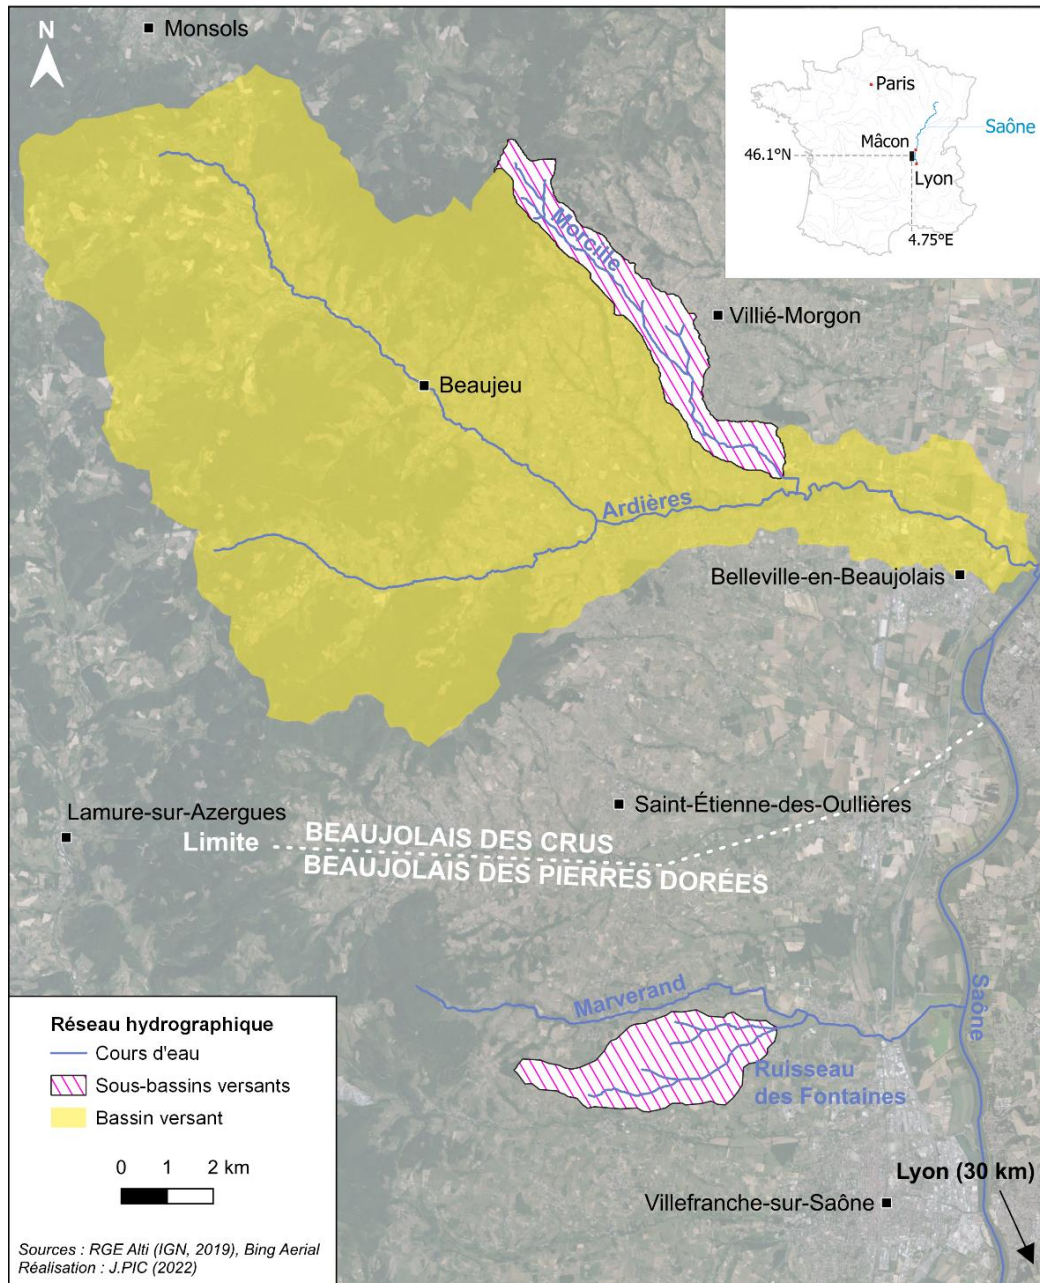 N
Monsols
Paris
Saône
Mâcon
46.1°N
Lyon
4.75°E
Morcille
Villié-Morgon
Beaujeu
Ardières
Belleville-en-Beaujolais
Saint-Étienne-des-Oullières
Lamure-sur-Azergues
Limite
BEAUJOLAIS DES CRUS
BEAUJOLAIS DES PIERRES DORÉES
Marverand
Saône
Ruisseau
des Fontaines
Réseau hydrographique
Cours d'eau
Sous-bassins versants
Bassin versant
0 1 2 km
Lyon (30 km)
Villefranche-sur-Saône
Sources : RGE Alti (IGN, 2019), Bing Aerial
Réalisation : J.PIC (2022)